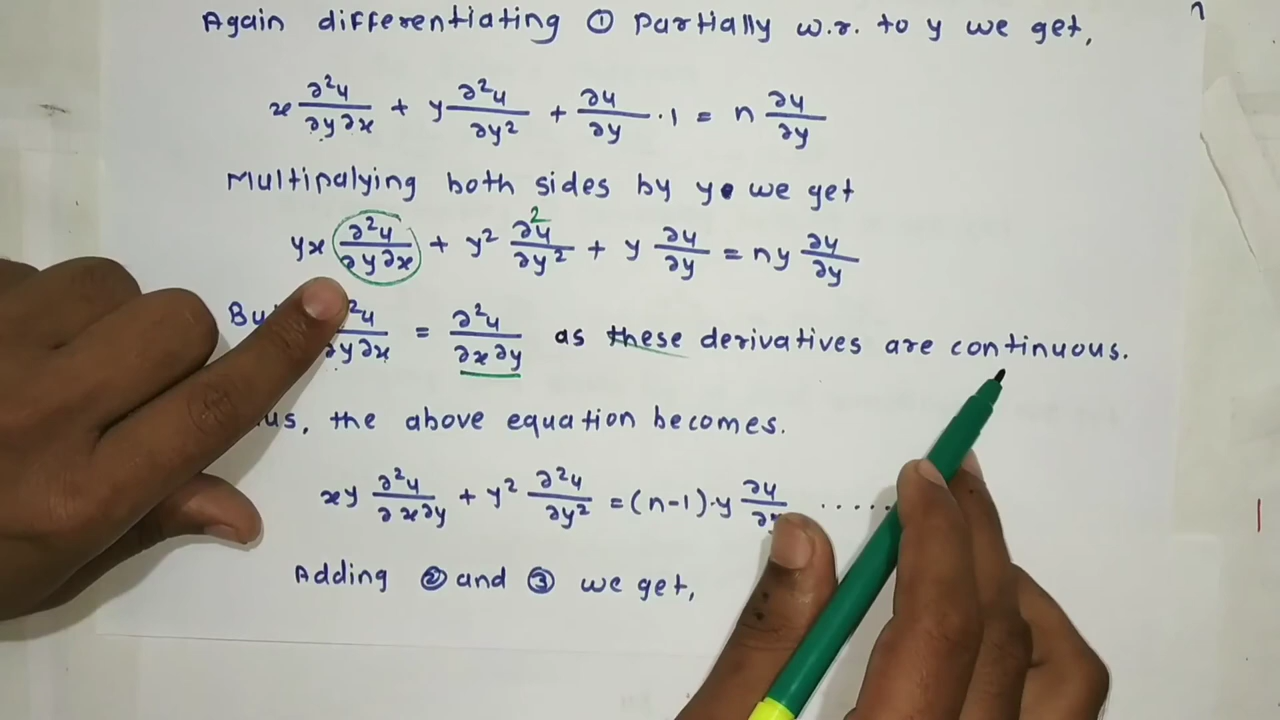 Again differentiating ① Partially w.r. to y we get,
x ∂²u/∂y∂x + y ∂²u/∂y² + ∂u/∂y · 1 = n ∂u/∂y
Multipalying both sides by y we get
yx ∂²u/∂y∂x + y² ∂²u/∂y² + y ∂u/∂y = ny ∂u/∂y
²u/∂y∂x = ∂²u/∂x∂y as these derivatives are continuous.
the above equation becomes.
xy ∂²u/∂x∂y + y² ∂²u/∂y² = (n-1)·y ∂u/∂ .....
Adding ② and ③ we get,